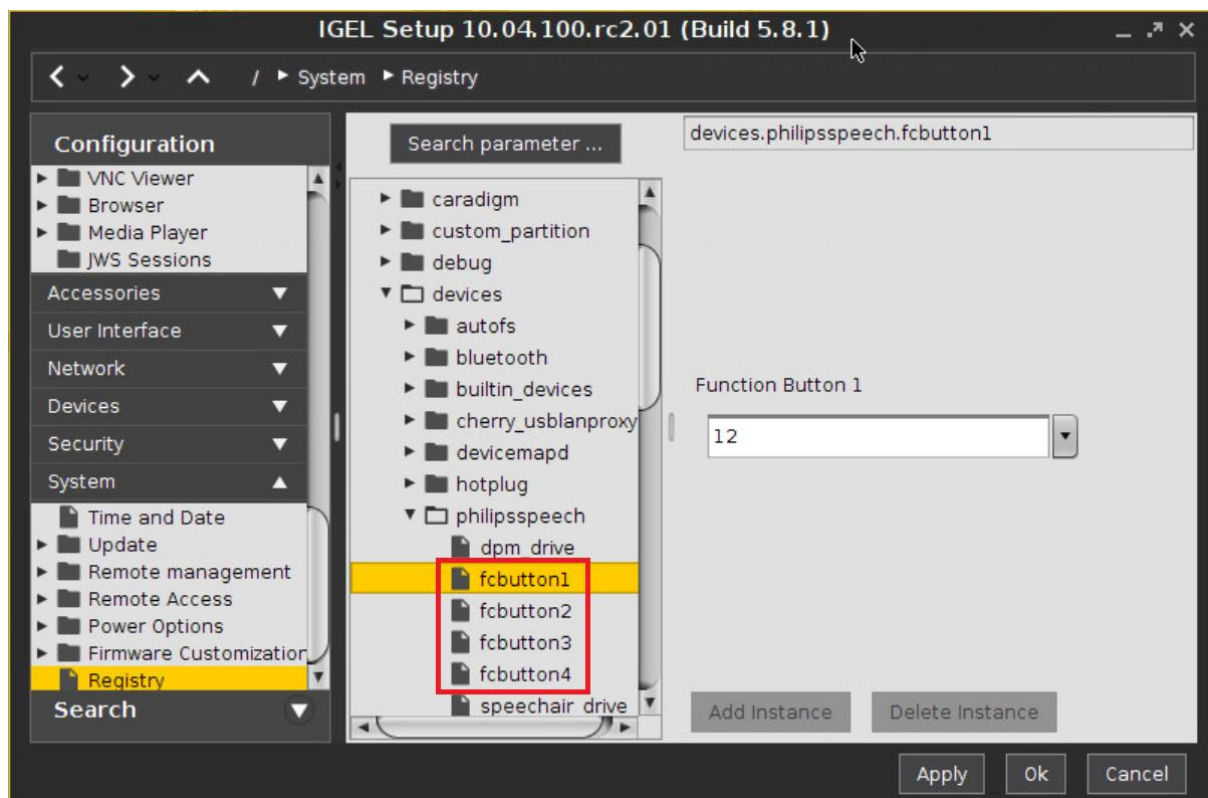 IGEL Setup 10.04.100.rc2.01 (Build 5.8.1)
/ System Registry
Configuration
VNC Viewer
Browser
Media Player
JWS Sessions
Accessories
User Interface
Network
Devices
Security
System
Time and Date
Update
Remote management
Remote Access
Power Options
Firmware Customization
Registry
Search
Search parameter ...
caradigm
custom_partition
debug
devices
autofs
bluetooth
builtin_devices
cherry_usblanproxy
devicemapd
hotplug
philipsspeech
dpm_drive
fcbutton1
fcbutton2
fcbutton3
fcbutton4
speechair_drive
devices.philipsspeech.fcbutton1
Function Button 1
12
Add Instance Delete Instance
Apply Ok Cancel